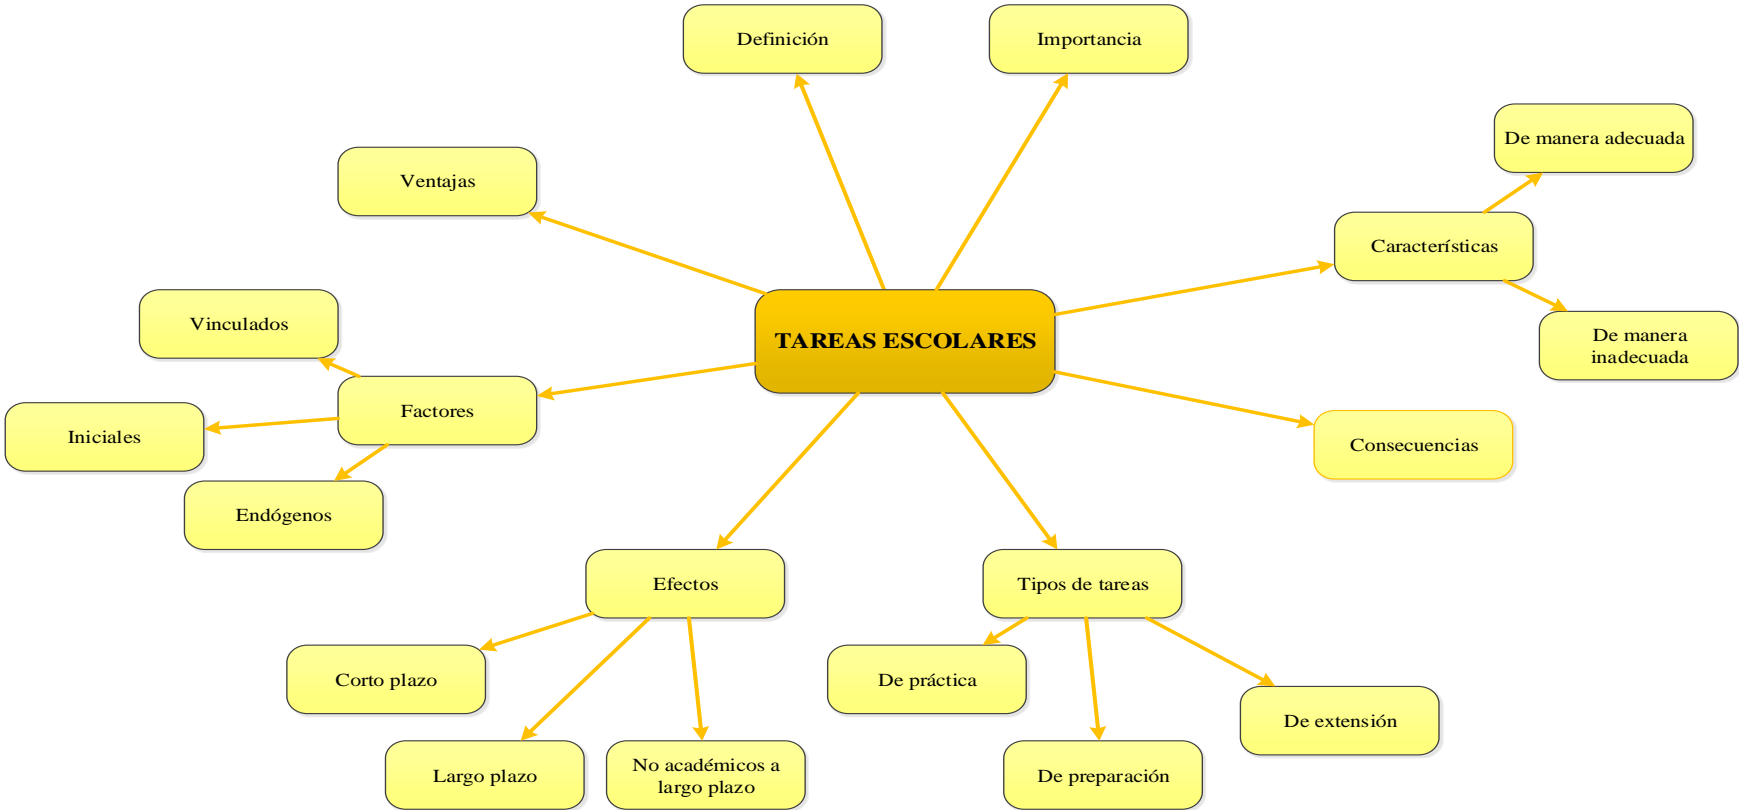 Definición
Importancia
De manera adecuada
Ventajas
Características
Vinculados
TAREAS ESCOLARES
De manera
inadecuada
Factores
Iniciales
Consecuencias
Endógenos
Efectos
Tipos de tareas
Corto plazo
De práctica
De extensión
Largo plazo
No académicos a
largo plazo
De preparación